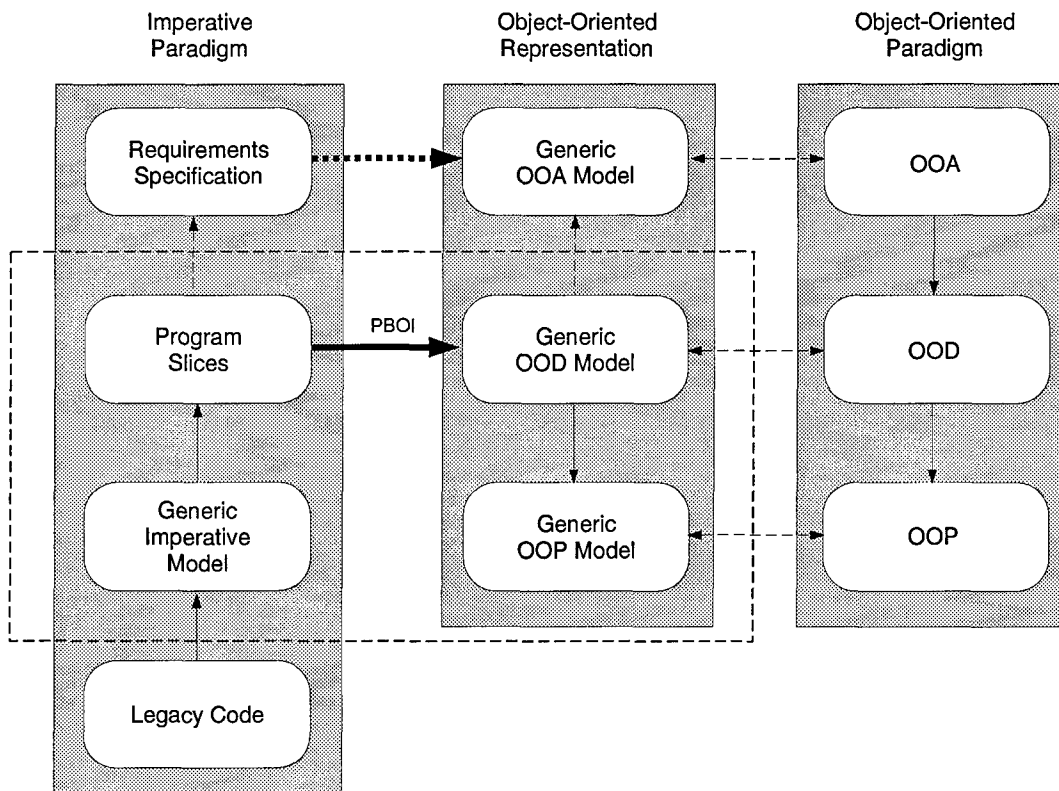 Imperative
Paradigm
Object-Oriented
Representation
Object-Oriented
Paradigm
Requirements
Specification
Generic
OOA Model
OOA
Program
Slices
PBOI
Generic
OOD Model
OOD
Generic
Imperative
Model
Generic
OOP Model
OOP
Legacy Code